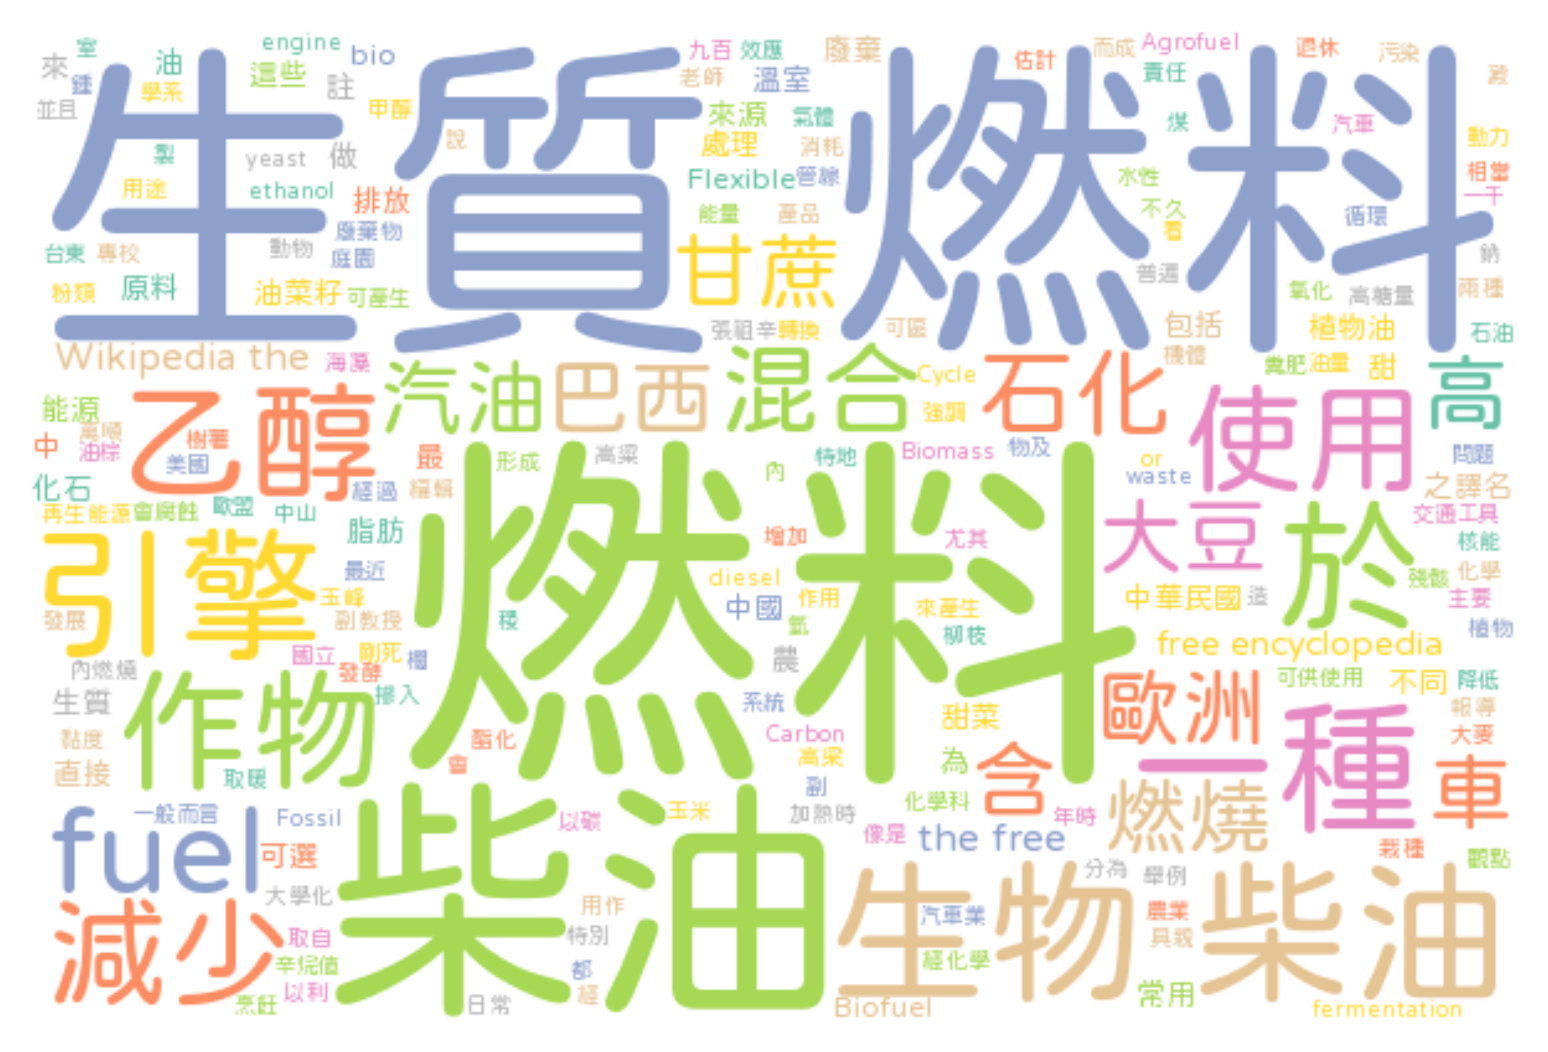 生質燃料
燃料
柴油
生物柴油
乙醇
汽油
巴西
混合
石化
使用
高
引擎
大豆
於
作物
歐洲
一
種
含
車
fuel
減少
燃燒
甘蔗
室
來
鍾
並且
油
學系
這些
engine
bio
註
甲醇
製
yeast
做
用途
ethanol
排放
說
台東
專校
動物
廢棄物
庭園
粉類
原料
油菜籽
可產生
九百
效應
老師
溫室
廢棄
來源
氣體
處理
消耗
Flexible
管線
能量
產品
張祖辛
轉換
可區
估計
而成
Agrofuel
責任
退休
污染
煤
汽車
動力
水性
相當
一千
不久
看
循環
普遍
鈉
氧化
高糖量
兩種
包括
機體
植物油
石油
糞肥
油量
甜
Wikipedia the
海藻
Cycle
強調
能源
中
萬噸
油棕
樹薯
美國
化石
最
經過
編輯
形成
高粱
再生能源
會腐蝕
歐盟
中山
脂肪
最近
玉峰
發展
副教授
國立
剛死
櫚
發酵
內燃燒
摻入
稜
內
特地
Biomass
物及
or
waste
問題
之譯名
交通工具
核能
增加
尤其
殘骸
化學
diesel
中國
作用
來產生
中華民國
造
主要
氫
柳枝
植物
free encyclopedia
農
系統
甜菜
可供使用
不同
降低
報導
大麥
生質
黏度
直接
取暖
酯化
會
Carbon
高梁
為
副
加熱時
化學科
年時
一般而言
Fossil
以碳
玉米
像是
the free
可選
大學化
用作
特別
取自
辛烷值
以利
烹飪
日常
都
經
分為
舉例
栽種
觀點
汽車業
農業
具栽
經化學
常用
Biofuel
fermentation